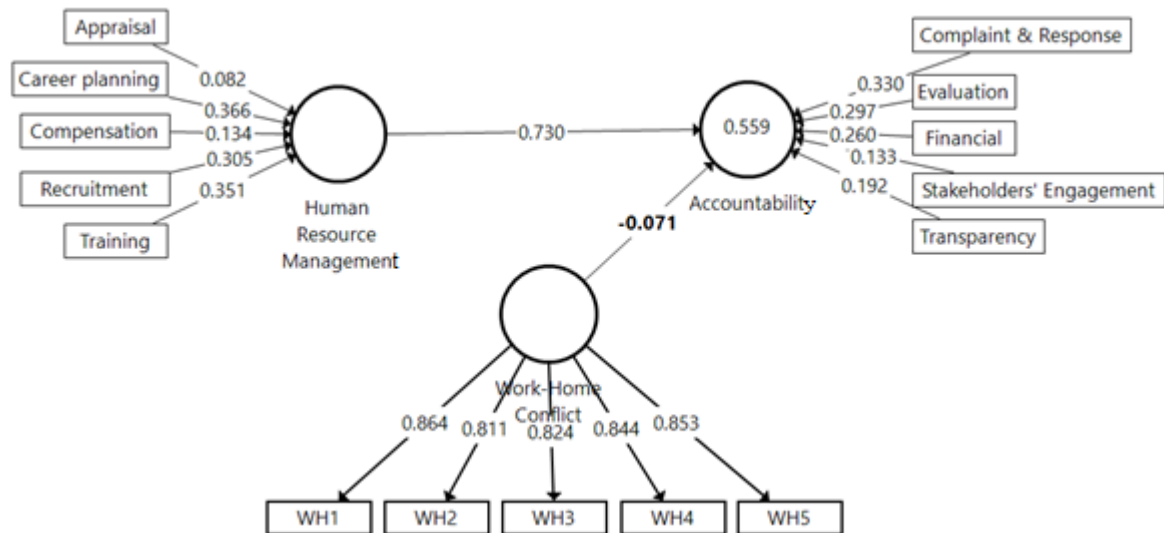 Appraisal
Career planning
Compensation
Recruitment
Training
0.082
0.366
0.134
0.305
0.351
Human
Resource
Management
0.730
-0.071
0.559
Accountability
0.330
0.297
0.260
0.133
0.192
Complaint & Response
Evaluation
Financial
Stakeholders' Engagement
Transparency
Work-Home
Conflict
0.864
0.811
0.824
0.844
0.853
WH1
WH2
WH3
WH4
WH5